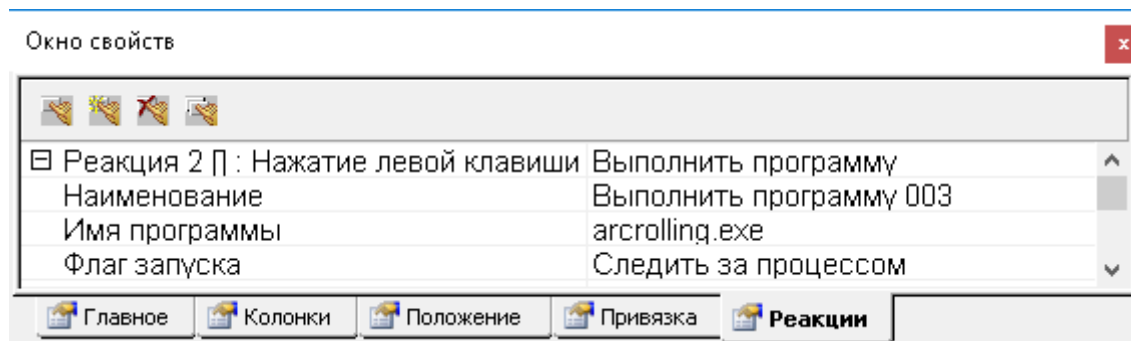 Окно свойств
x
Реакция 2 [] : Нажатие левой клавиши Выполнить программу
Наименование Выполнить программу 003
Имя программы arcrolling.exe
Флаг запуска Следить за процессом
Главное Колонки Положение Привязка Реакции